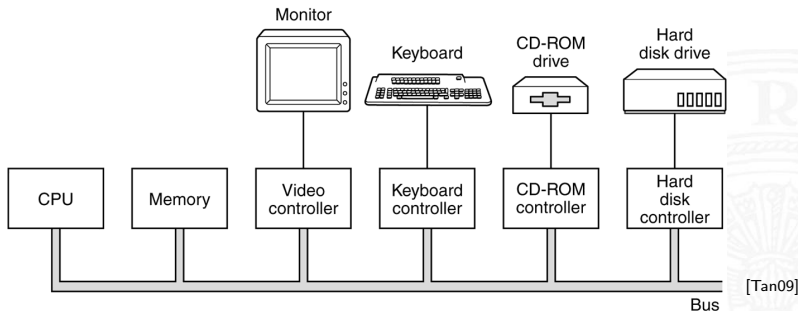 Monitor
Keyboard
CD-ROM
drive
Hard
disk drive
CPU
Memory
Video
controller
Keyboard
controller
CD-ROM
controller
Hard
disk
controller
[Tan09]
Bus